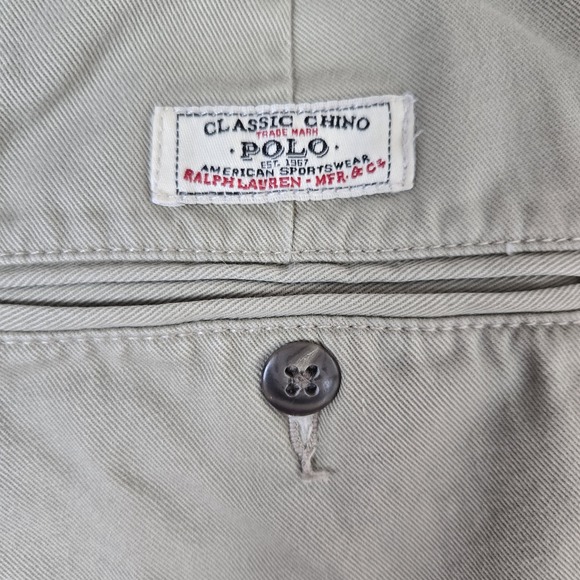 CLASSIC CHINO
TRADE MARK
· POLO ·
EST. 1967
AMERICAN SPORTSWEAR
RALPH LAUREN - MFR. & Co